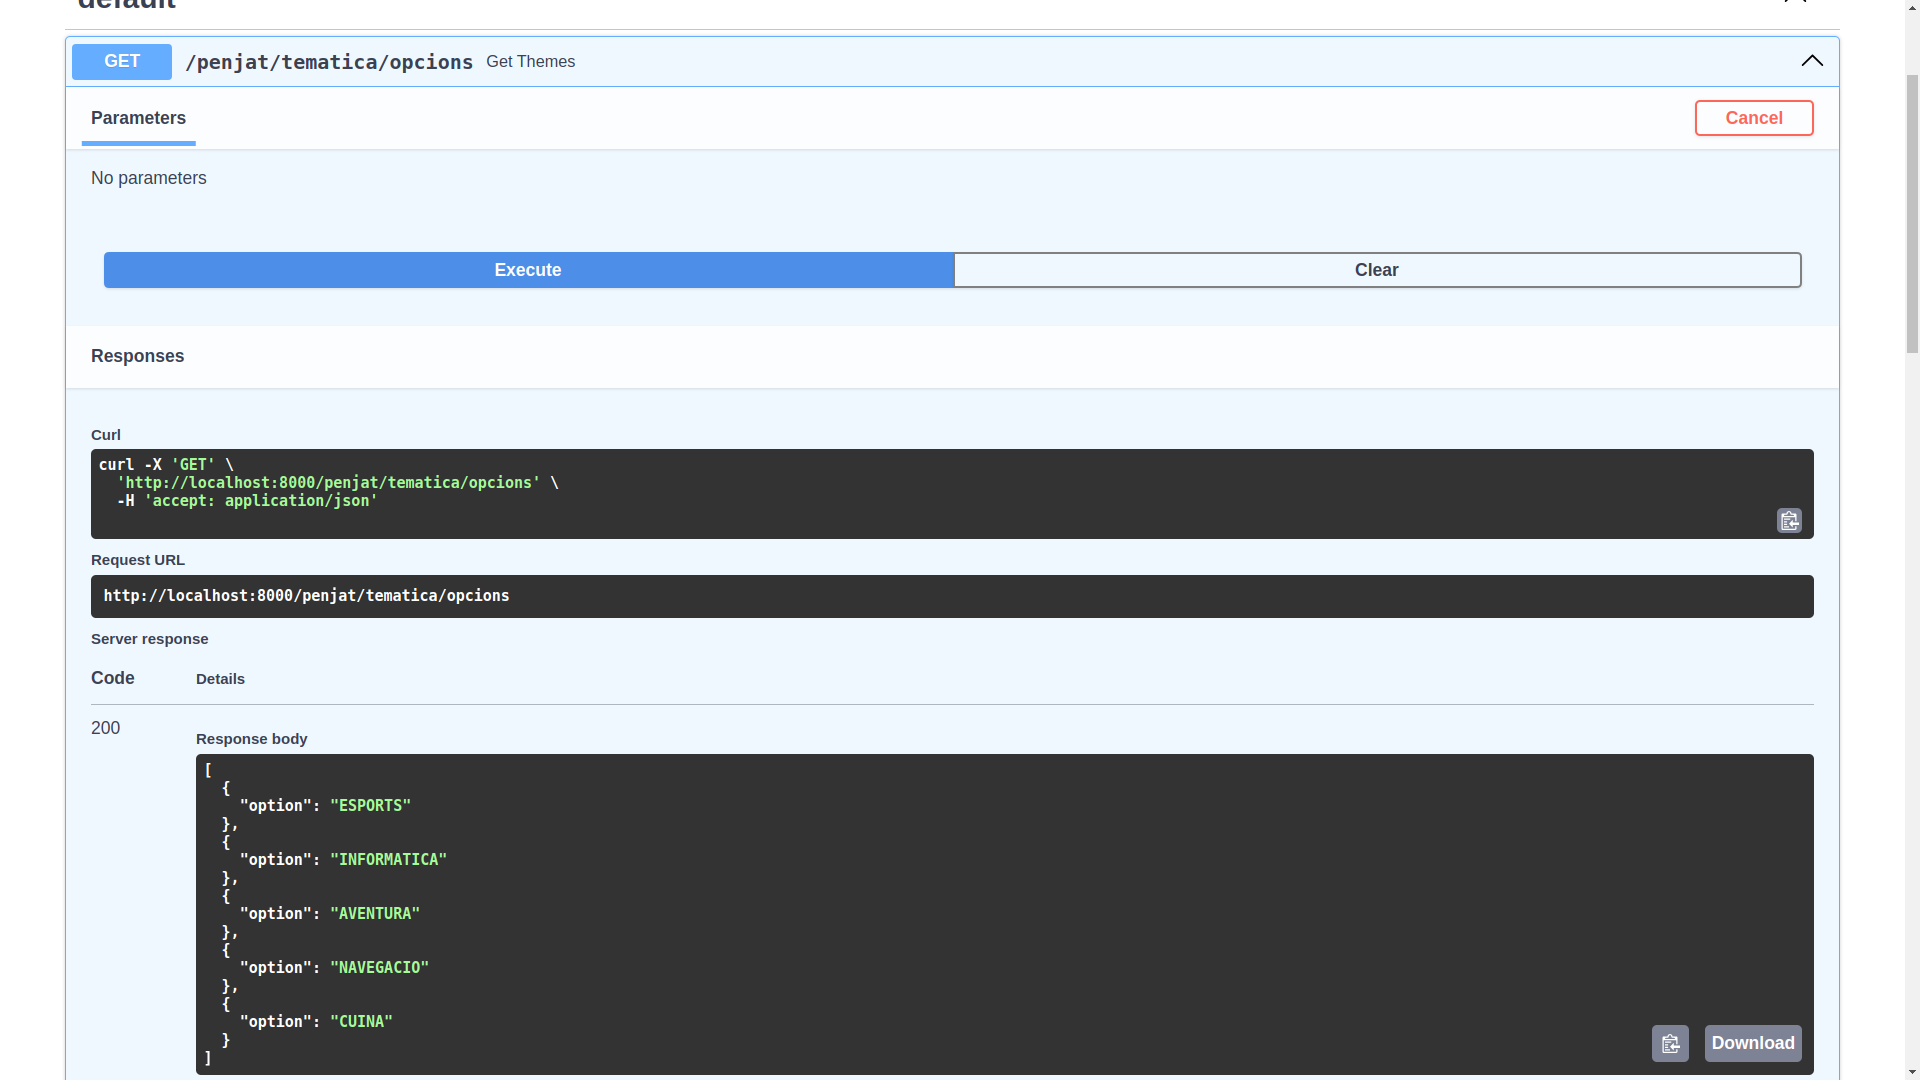 default
GET /penjat/tematica/opcions Get Themes
Parameters
Cancel
No parameters
Execute
Clear
Responses
Curl
curl -X 'GET' \
  'http://localhost:8000/penjat/tematica/opcions' \
  -H 'accept: application/json'
Request URL
http://localhost:8000/penjat/tematica/opcions
Server response
Code Details
200
Response body
[
  {
    "option": "ESPORTS"
  },
  {
    "option": "INFORMATICA"
  },
  {
    "option": "AVENTURA"
  },
  {
    "option": "NAVEGACIO"
  },
  {
    "option": "CUINA"
  }
]
Download